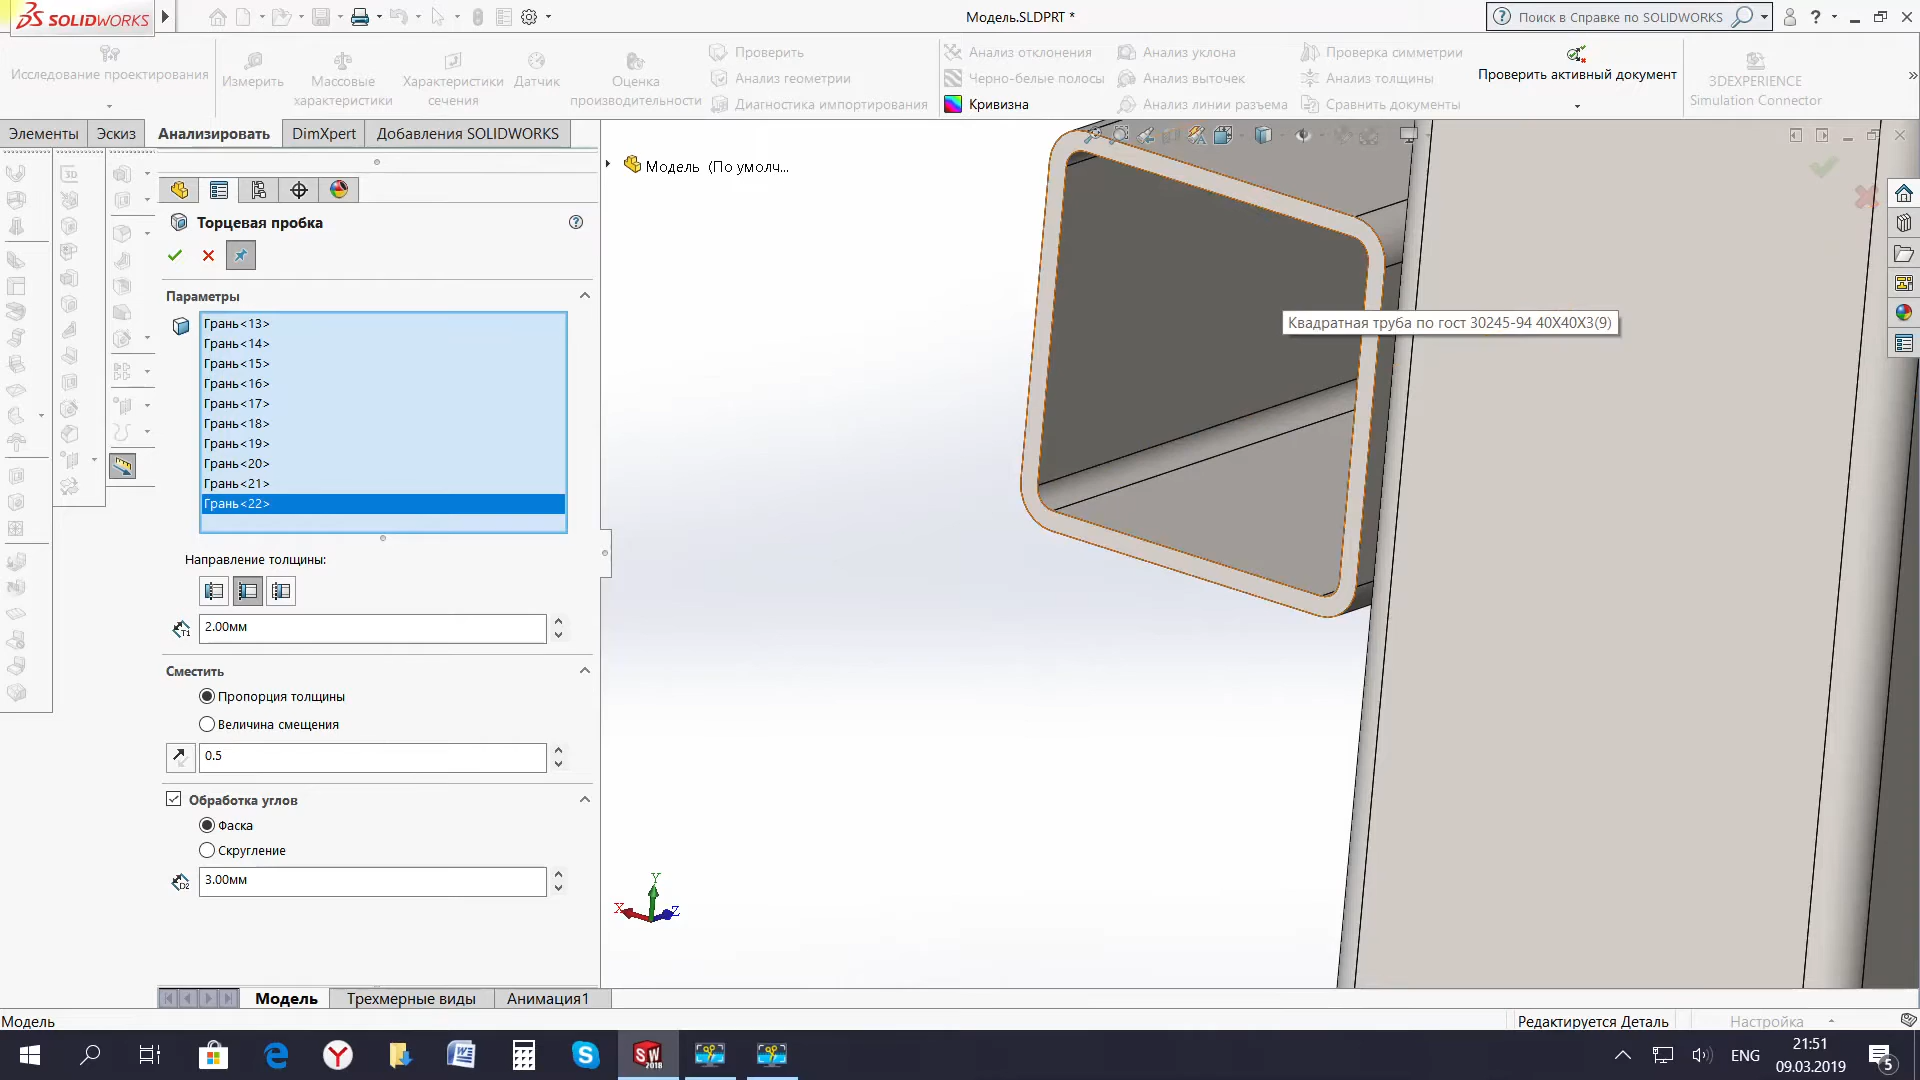 SOLIDWORKS
Модель.SLDPRT *
Поиск в Справке по SOLIDWORKS
Исследование проектирования
Измерить
Массовые характеристики
Характеристики сечения
Датчик
Оценка производительности
Проверить
Анализ геометрии
Диагностика импортирования
Анализ отклонения
Черно-белые полосы
Кривизна
Анализ уклона
Анализ выточек
Анализ линии разъема
Проверка симметрии
Анализ толщины
Сравнить документы
Проверить активный документ
3DEXPERIENCE
Simulation Connector
Элементы
Эскиз
Анализировать
DimXpert
Добавления SOLIDWORKS
Модель (По умолч...
Торцевая пробка
Параметры
Грань<13>
Грань<14>
Грань<15>
Грань<16>
Грань<17>
Грань<18>
Грань<19>
Грань<20>
Грань<21>
Грань<22>
Направление толщины:
2.00мм
Сместить
Пропорция толщины
Величина смещения
0.5
Обработка углов
Фаска
Скругление
3.00мм
Квадратная труба по гост 30245-94 40X40X3(9)
Y
X
Z
Модель
Трехмерные виды
Анимация1
Модель
Редактируется Деталь
Настройка
ENG
21:51
09.03.2019
5